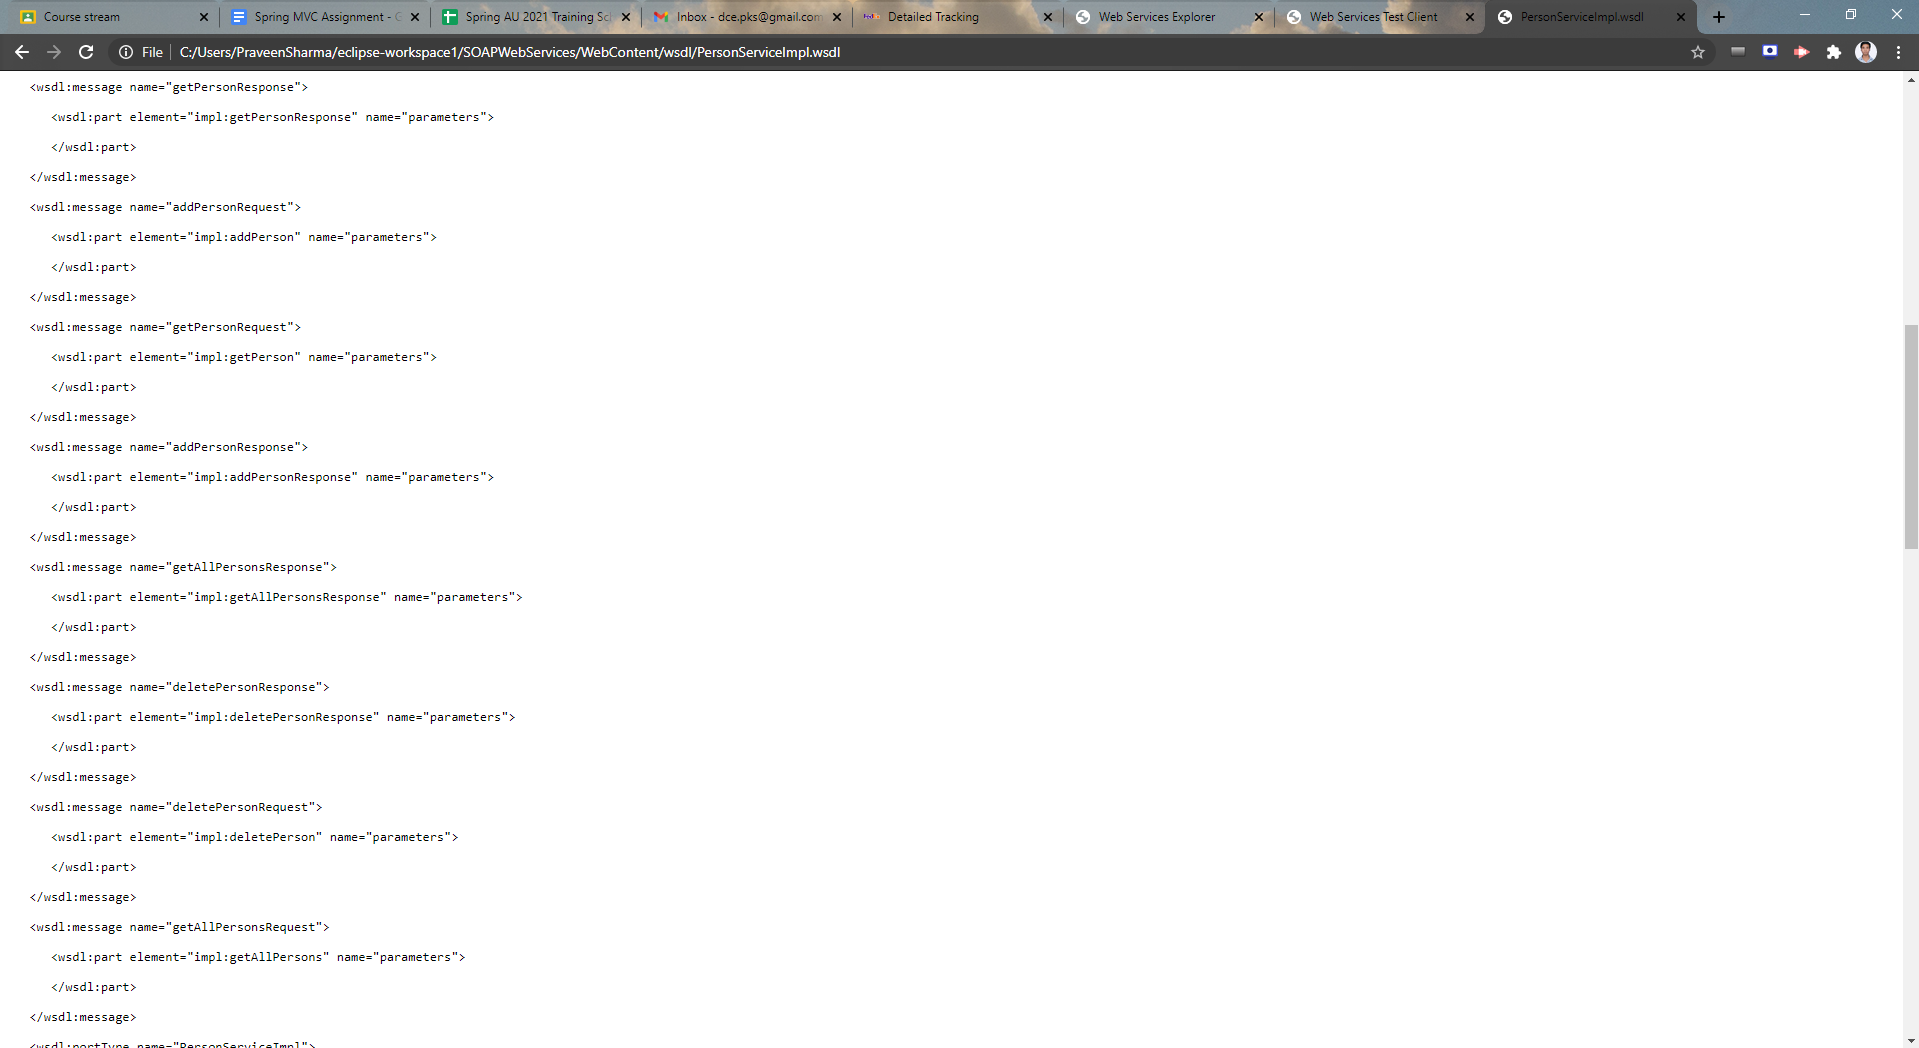 Course stream
Spring MVC Assignment - G
Spring AU 2021 Training Sch
Inbox - dce.pks@gmail.com
Detailed Tracking
Web Services Explorer
Web Services Test Client
PersonServiceImpl.wsdl
File C:/Users/PraveenSharma/eclipse-workspace1/SOAPWebServices/WebContent/wsdl/PersonServiceImpl.wsdl
<wsdl:message name="getPersonResponse">
<wsdl:part element="impl:getPersonResponse" name="parameters">
</wsdl:part>
</wsdl:message>
<wsdl:message name="addPersonRequest">
<wsdl:part element="impl:addPerson" name="parameters">
</wsdl:part>
</wsdl:message>
<wsdl:message name="getPersonRequest">
<wsdl:part element="impl:getPerson" name="parameters">
</wsdl:part>
</wsdl:message>
<wsdl:message name="addPersonResponse">
<wsdl:part element="impl:addPersonResponse" name="parameters">
</wsdl:part>
</wsdl:message>
<wsdl:message name="getAllPersonsResponse">
<wsdl:part element="impl:getAllPersonsResponse" name="parameters">
</wsdl:part>
</wsdl:message>
<wsdl:message name="deletePersonResponse">
<wsdl:part element="impl:deletePersonResponse" name="parameters">
</wsdl:part>
</wsdl:message>
<wsdl:message name="deletePersonRequest">
<wsdl:part element="impl:deletePerson" name="parameters">
</wsdl:part>
</wsdl:message>
<wsdl:message name="getAllPersonsRequest">
<wsdl:part element="impl:getAllPersons" name="parameters">
</wsdl:part>
</wsdl:message>
<wsdl:portType name="PersonServiceImpl">